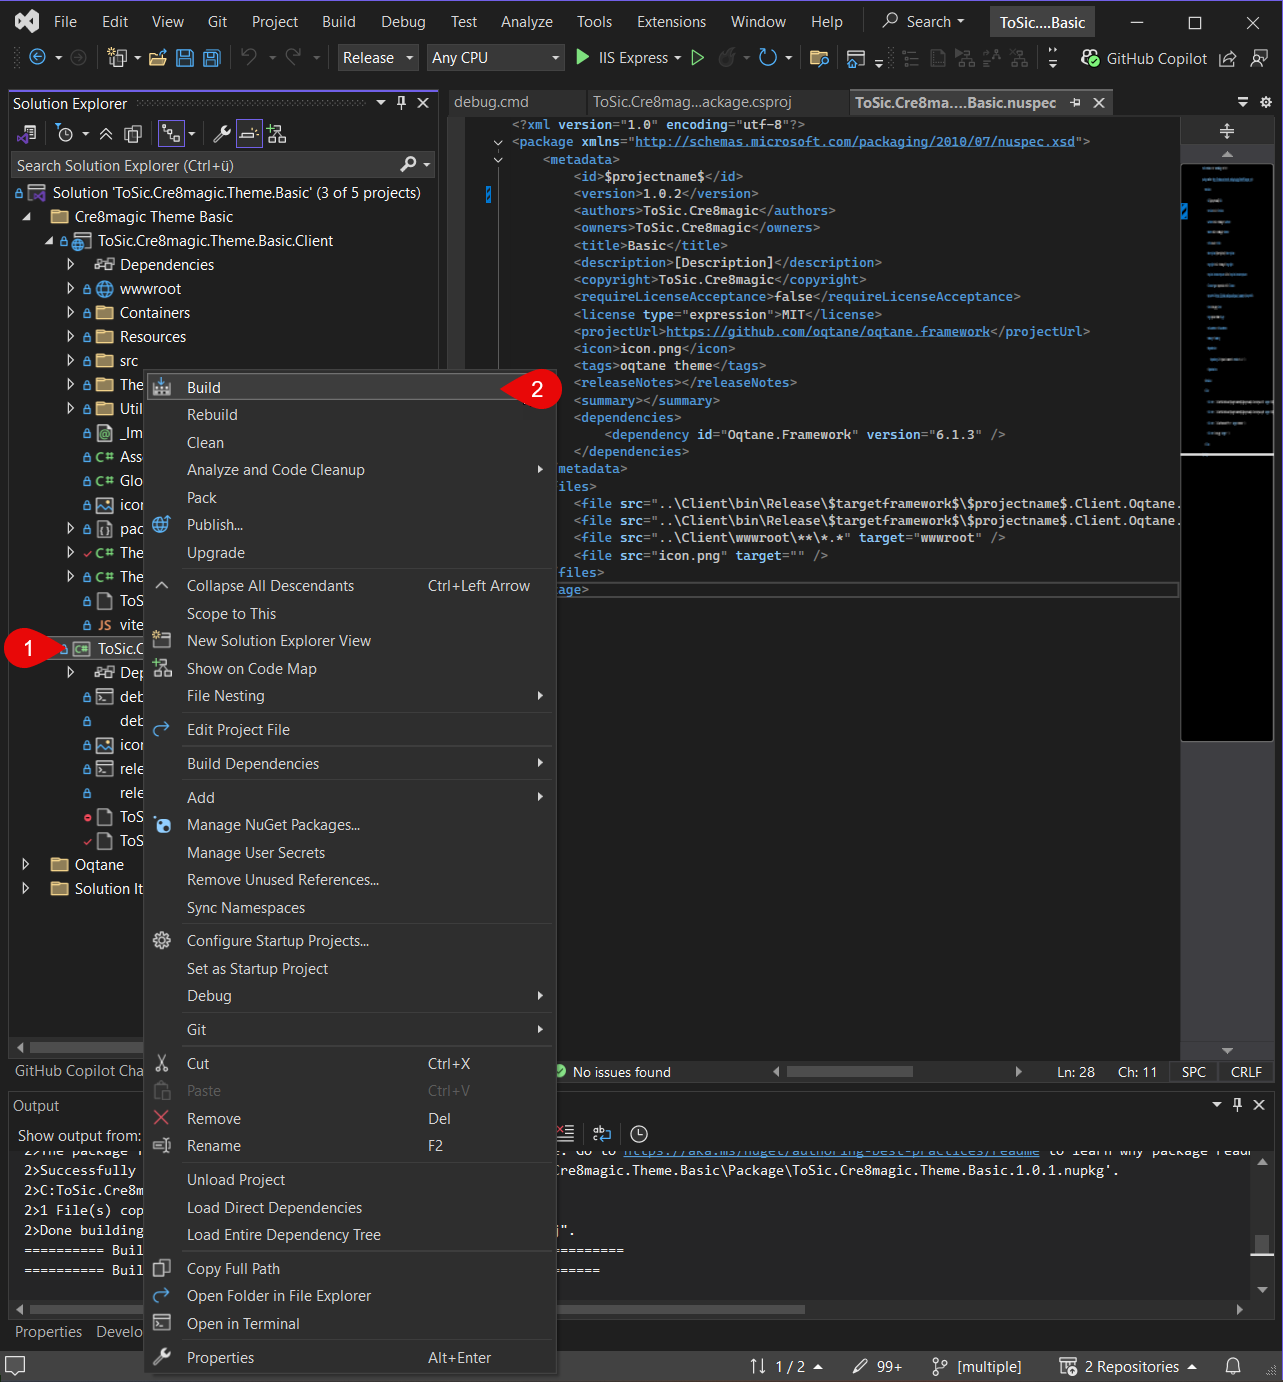 File Edit View Git Project Build Debug Test Analyze Tools Extensions Window Help Search ToSic....Basic
Release Any CPU IIS Express GitHub Copilot
Solution Explorer
debug.cmd ToSic.Cre8mag...ackage.csproj ToSic.Cre8ma....Basic.nuspec
Search Solution Explorer (Ctrl+ü)
Solution 'ToSic.Cre8magic.Theme.Basic' (3 of 5 projects)
Cre8magic Theme Basic
ToSic.Cre8magic.Theme.Basic.Client
Dependencies
wwwroot
Containers
Resources
src
The
Util
_Im
C# Ass
C# Glo
icon
pac
C# The
C# The
ToS
JS vite
1
C# ToSic.C
Dep
deb
deb
icon
rele
rele
ToS
ToS
Oqtane
Solution It
<?xml version="1.0" encoding="utf-8"?>
<package xmlns="http://schemas.microsoft.com/packaging/2010/07/nuspec.xsd">
<metadata>
<id>$projectname$</id>
<version>1.0.2</version>
<authors>ToSic.Cre8magic</authors>
<owners>ToSic.Cre8magic</owners>
<title>Basic</title>
<description>[Description]</description>
<copyright>ToSic.Cre8magic</copyright>
<requireLicenseAcceptance>false</requireLicenseAcceptance>
<license type="expression">MIT</license>
<projectUrl>https://github.com/oqtane/oqtane.framework</projectUrl>
<icon>icon.png</icon>
<tags>oqtane theme</tags>
<releaseNotes></releaseNotes>
<summary></summary>
<dependencies>
<dependency id="Oqtane.Framework" version="6.1.3" />
</dependencies>
metadata>
iles>
<file src="..\Client\bin\Release\$targetframework$\$projectname$.Client.Oqtane.
<file src="..\Client\bin\Release\$targetframework$\$projectname$.Client.Oqtane.
<file src="..\Client\wwwroot\**\*.*" target="wwwroot" />
<file src="icon.png" target="" />
files>
age>
Build
2
Rebuild
Clean
Analyze and Code Cleanup
Pack
Publish...
Upgrade
Collapse All Descendants Ctrl+Left Arrow
Scope to This
New Solution Explorer View
Show on Code Map
File Nesting
Edit Project File
Build Dependencies
Add
Manage NuGet Packages...
Manage User Secrets
Remove Unused References...
Sync Namespaces
Configure Startup Projects...
Set as Startup Project
Debug
Git
Cut Ctrl+X
Paste Ctrl+V
Remove Del
Rename F2
Unload Project
Load Direct Dependencies
Load Entire Dependency Tree
Copy Full Path
Open Folder in File Explorer
Open in Terminal
Properties Alt+Enter
GitHub Copilot Cha
No issues found Ln: 28 Ch: 11 SPC CRLF
Output
Show output from:
2>The package . Go to https://aka.ms/nuget/authoring-best-practices/readme to learn why package read
2>Successfully Cre8magic.Theme.Basic\Package\ToSic.Cre8magic.Theme.Basic.1.0.1.nupkg'.
2>C:ToSic.Cre8m
2>1 File(s) cop
2>Done building ".
========== Buil =========
========== Buil ======
Properties Develo
1 / 2 99+ [multiple] 2 Repositories